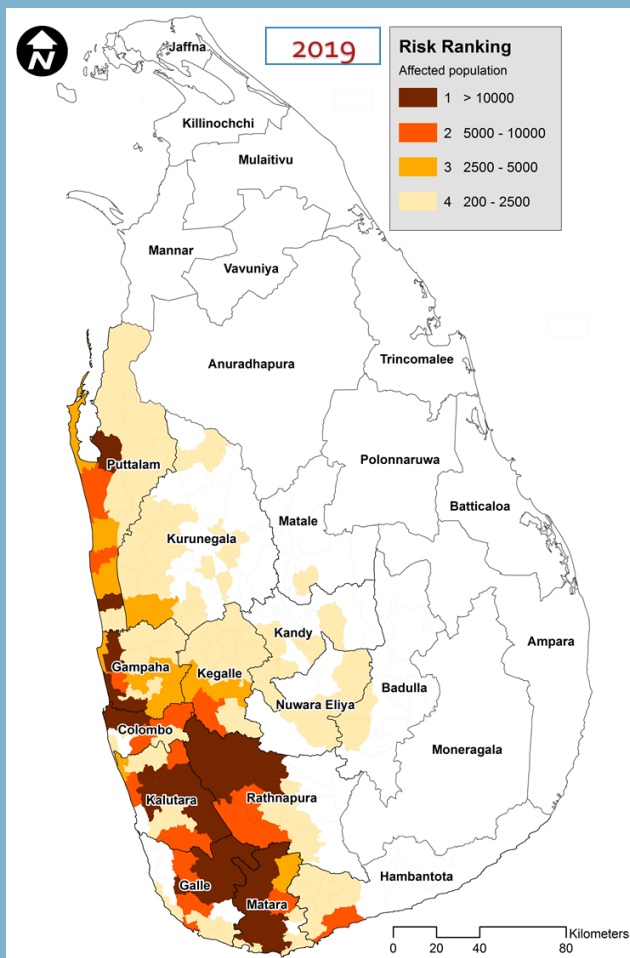 N
2019
Risk Ranking
Affected population
1 > 10000
2 5000 - 10000
3 2500 - 5000
4 200 - 2500
Jaffna
Killinochchi
Mulaitivu
Mannar
Vavuniya
Anuradhapura
Trincomalee
Puttalam
Polonnaruwa
Batticaloa
Kurunegala
Matale
Kandy
Ampara
Gampaha
Kegalle
Nuwara Eliya
Badulla
Colombo
Moneragala
Kalutara
Rathnapura
Hambantota
Galle
Matara
Kilometers
0 20 40 80